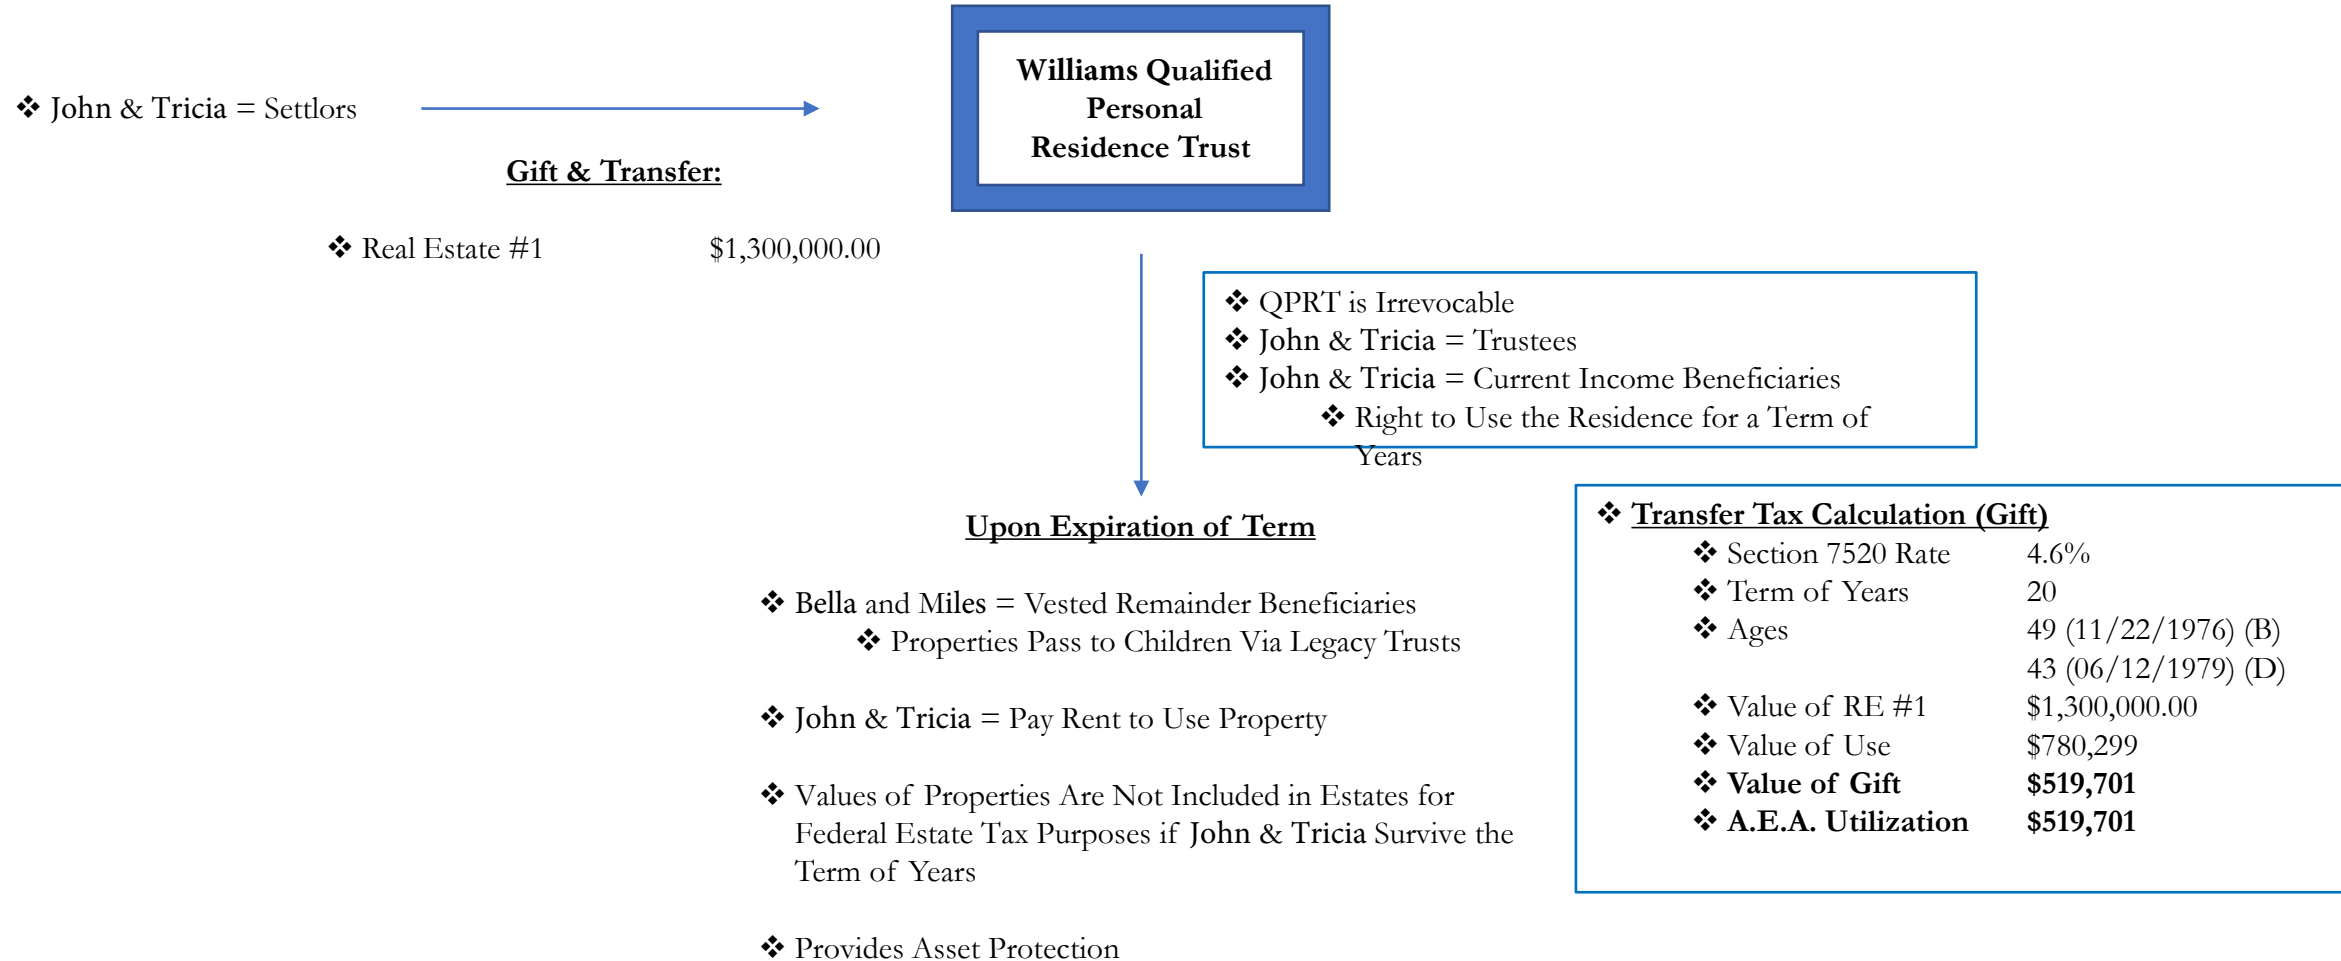 Williams Qualified
Personal
Residence Trust
❖ John & Tricia = Settlors
Gift & Transfer:
❖ Real Estate #1 $1,300,000.00
❖ QPRT is Irrevocable
❖ John & Tricia = Trustees
❖ John & Tricia = Current Income Beneficiaries
❖ Right to Use the Residence for a Term of
Years
Upon Expiration of Term
❖ Bella and Miles = Vested Remainder Beneficiaries
❖ Properties Pass to Children Via Legacy Trusts
❖ John & Tricia = Pay Rent to Use Property
❖ Values of Properties Are Not Included in Estates for
Federal Estate Tax Purposes if John & Tricia Survive the
Term of Years
❖ Provides Asset Protection
❖ Transfer Tax Calculation (Gift)
❖ Section 7520 Rate 4.6%
❖ Term of Years 20
❖ Ages 49 (11/22/1976) (B)
43 (06/12/1979) (D)
❖ Value of RE #1 $1,300,000.00
❖ Value of Use $780,299
❖ Value of Gift $519,701
❖ A.E.A. Utilization $519,701